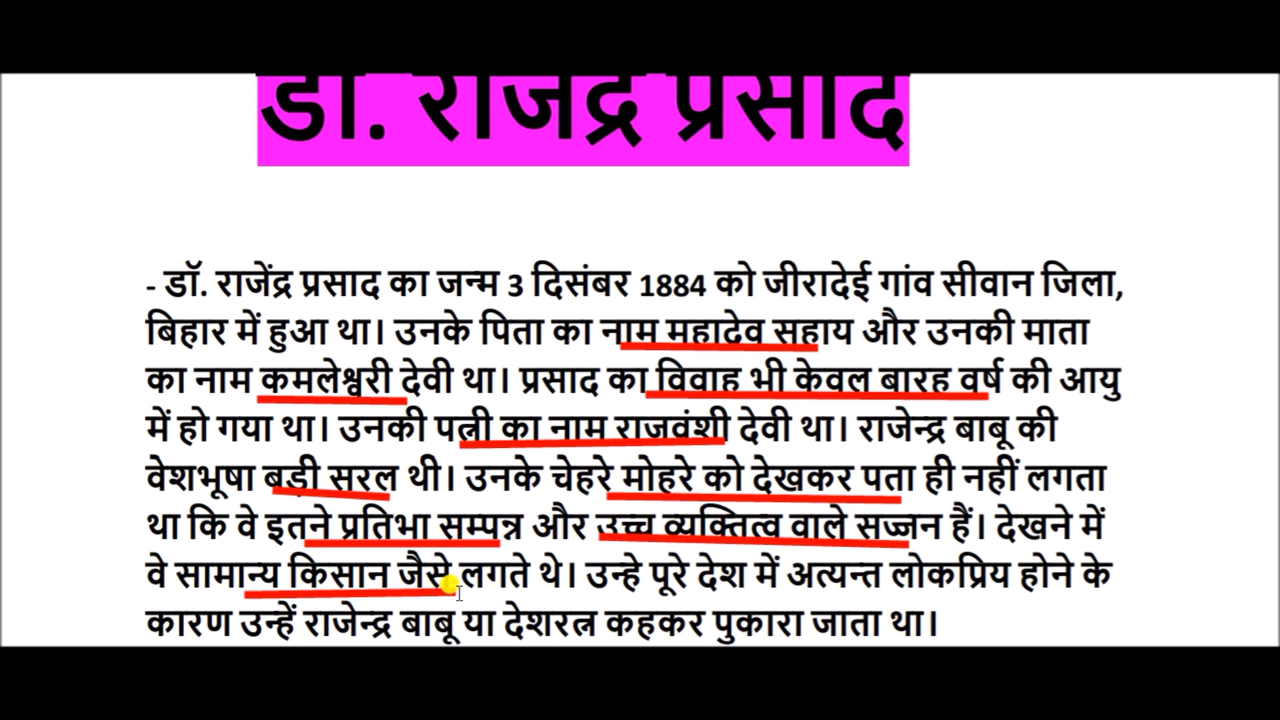 डॉ. राजेंद्र प्रसाद
- डॉ. राजेंद्र प्रसाद का जन्म 3 दिसंबर 1884 को जीरादेई गांव सीवान जिला,
बिहार में हुआ था। उनके पिता का नाम महादेव सहाय और उनकी माता
का नाम कमलेश्वरी देवी था। प्रसाद का विवाह भी केवल बारह वर्ष की आयु
में हो गया था। उनकी पत्नी का नाम राजवंशी देवी था। राजेन्द्र बाबू की
वेशभूषा बड़ी सरल थी। उनके चेहरे मोहरे को देखकर पता ही नहीं लगता
था कि वे इतने प्रतिभा सम्पन्न और उच्च व्यक्तित्व वाले सज्जन हैं। देखने में
वे सामान्य किसान जैसे लगते थे। उन्हे पूरे देश में अत्यन्त लोकप्रिय होने के
कारण उन्हें राजेन्द्र बाबू या देशरत्न कहकर पुकारा जाता था।